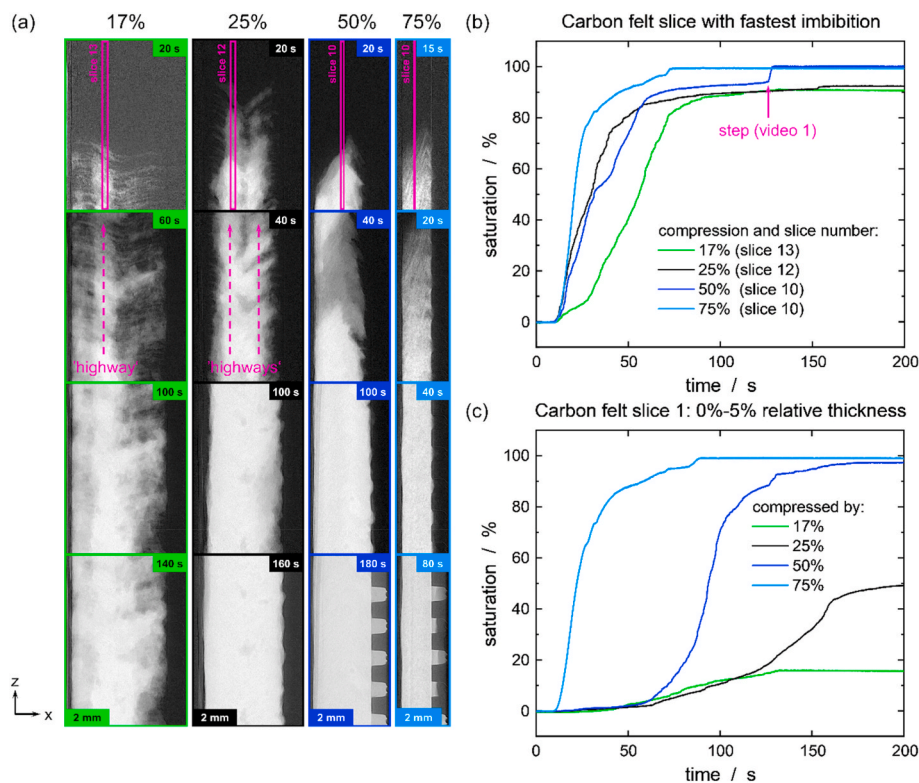 (a)
17%
25%
50%
75%
20 s
slice 12
20 s
slice 12
20 s
slice 10
15 s
slice 10
60 s
'highway'
40 s
'highways'
40 s
20 s
100 s
100 s
100 s
40 s
140 s
2 mm
160 s
2 mm
180 s
2 mm
80 s
2 mm
z
x
(b)
Carbon felt slice with fastest imbibition
saturation / %
100
80
60
40
20
0
step (video 1)
compression and slice number:
17% (slice 13)
25% (slice 12)
50% (slice 10)
75% (slice 10)
0
50
100
150
200
time / s
(c)
Carbon felt slice 1: 0%-5% relative thickness
saturation / %
100
80
60
40
20
0
compressed by:
17%
25%
50%
75%
0
50
100
150
200
time / s